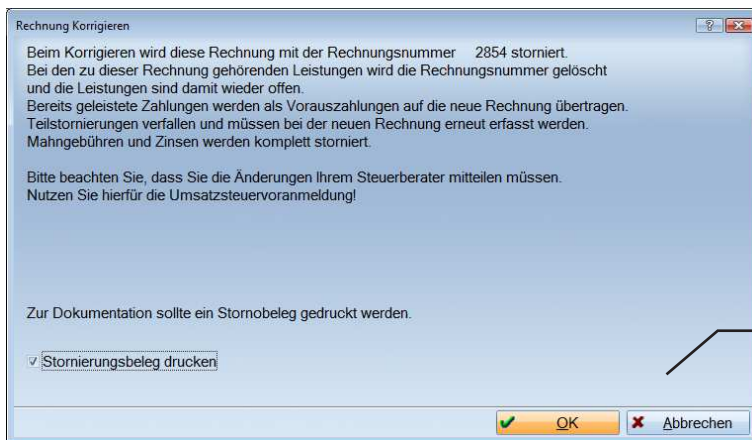 Rechnung Korrigieren
Beim Korrigieren wird diese Rechnung mit der Rechnungsnummer 2854 storniert.
Bei den zu dieser Rechnung gehörenden Leistungen wird die Rechnungsnummer gelöscht
und die Leistungen sind damit wieder offen.
Bereits geleistete Zahlungen werden als Vorauszahlungen auf die neue Rechnung übertragen.
Teilstornierungen verfallen und müssen bei der neuen Rechnung erneut erfasst werden.
Mahngebühren und Zinsen werden komplett storniert.
Bitte beachten Sie, dass Sie die Änderungen Ihrem Steuerberater mitteilen müssen.
Nutzen Sie hierfür die Umsatzsteuervoranmeldung!
Zur Dokumentation sollte ein Stornobeleg gedruckt werden.
Stornierungsbeleg drucken
OK Abbrechen